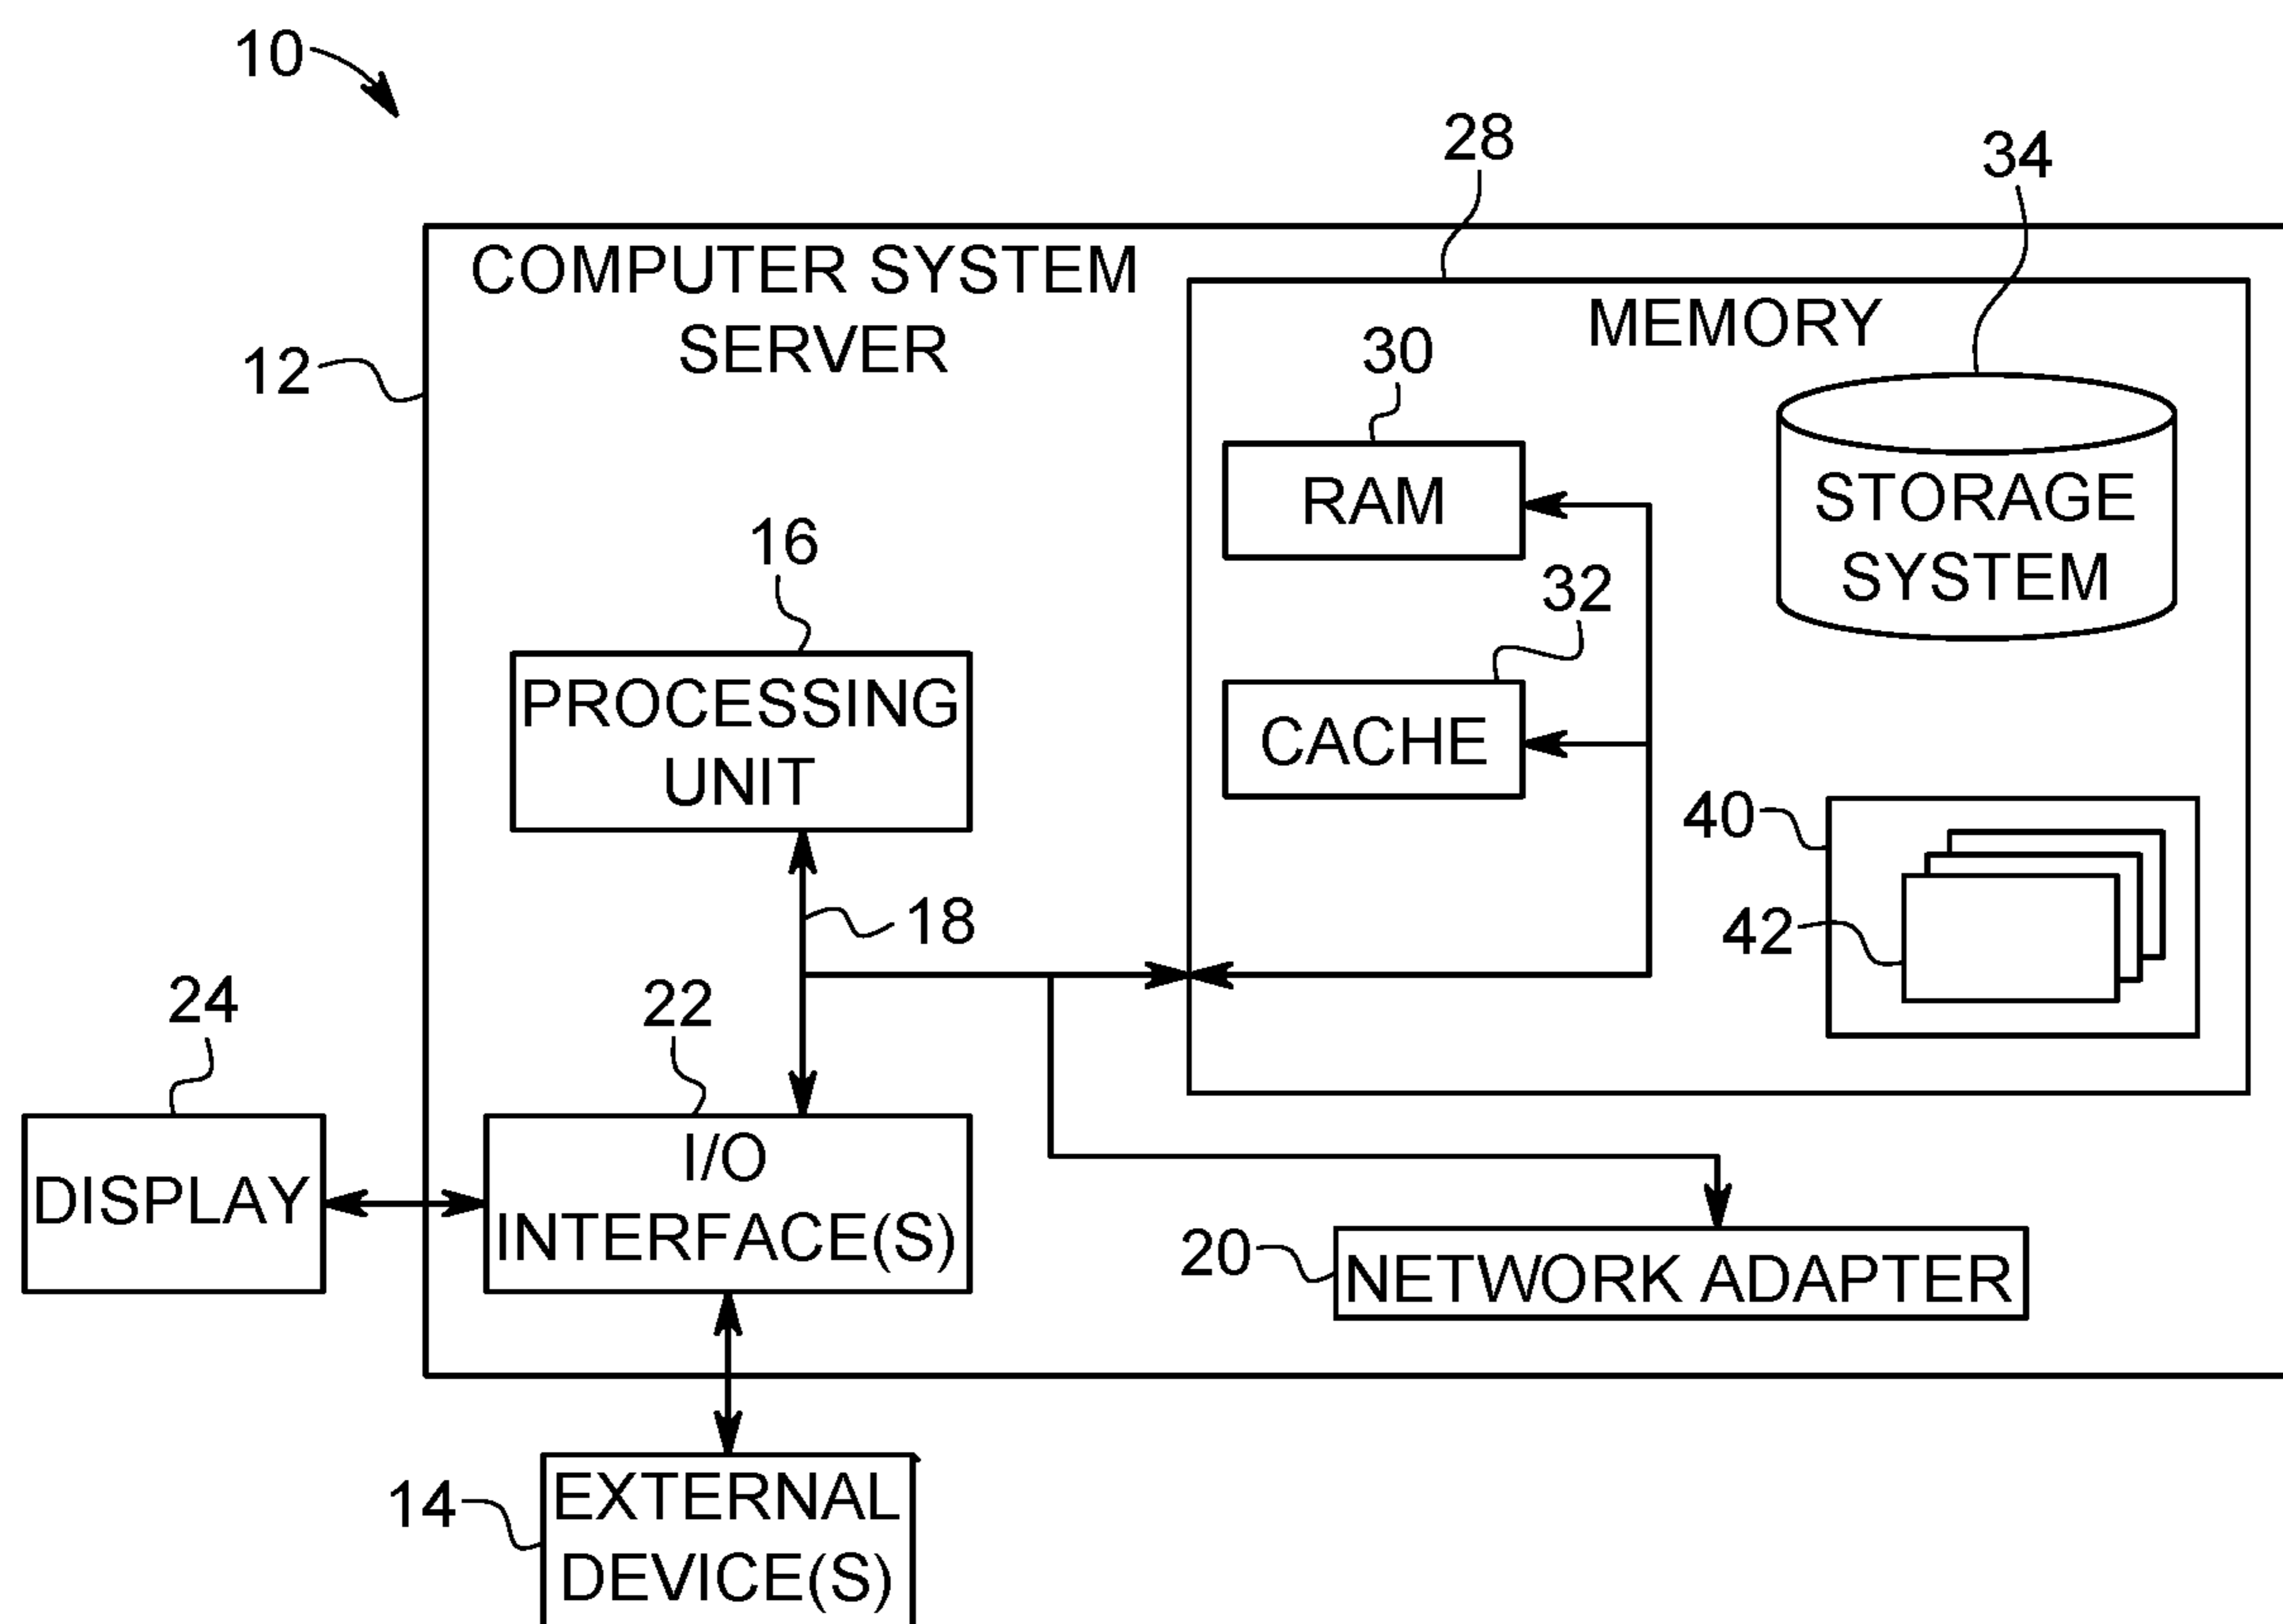 10
28
34
COMPUTER SYSTEM
SERVER
MEMORY
12
30
RAM
STORAGE
SYSTEM
16
32
PROCESSING
UNIT
CACHE
40
18
42
24
22
DISPLAY
I/O
INTERFACE(S)
20
NETWORK ADAPTER
14
EXTERNAL
DEVICE(S)